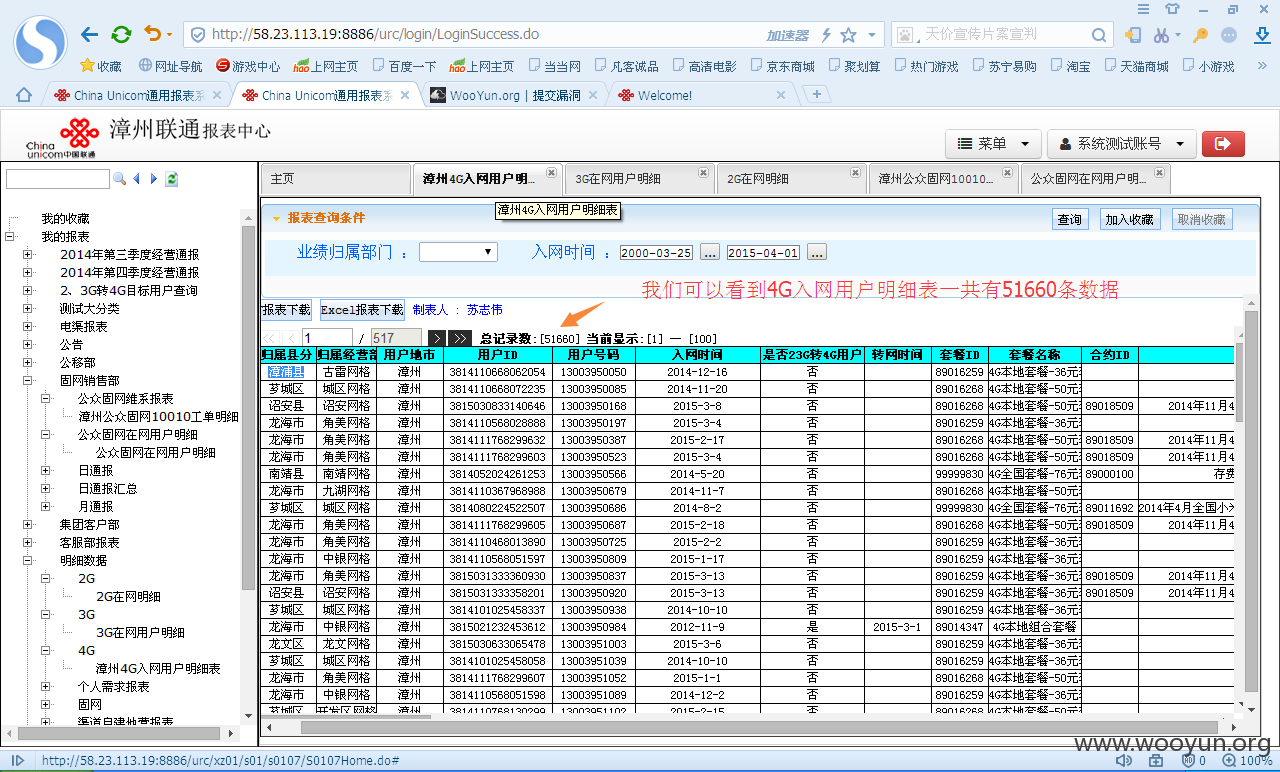 http://58.23.113.19:8886/urc/login/LoginSuccess.do 加速器 天价宣传片案宣判
收藏 网址导航 游戏中心 hao上网主页 百度一下 hao上网主页 当当网 凡客诚品 高清电影 京东商城 聚划算 热门游戏 苏宁易购 淘宝 天猫商城 小游戏
China Unicom通用报表系 China Unicom通用报表系 WooYun.org | 提交漏洞 Welcome!
China unicom中国联通 漳州联通报表中心
菜单 系统测试账号
主页 漳州4G入网用户明... 3G在网用户明细 2G在网明细 漳州公众固网10010... 公众固网在网用户明...
漳州4G入网用户明细表
我的收藏
我的报表
2014年第三季度经营通报
2014年第四季度经营通报
2、3G转4G目标用户查询
测试大分类
电渠报表
公告
公移部
固网销售部
公众固网维系报表
漳州公众固网10010工单明细
公众固网在网用户明细
公众固网在网用户明细
日通报
日通报汇总
月通报
集团客户部
客服部报表
明细数据
2G
2G在网明细
3G
3G在网用户明细
4G
漳州4G入网用户明细表
个人需求报表
固网
渠道自建他营报表
报表查询条件 查询 加入收藏 取消收藏
业绩归属部门 : 入网时间 : 2000-03-25 ... 2015-04-01 ...
我们可以看到4G入网用户明细表一共有51660条数据
报表下载 Excel报表下载 制表人 : 苏志伟
1 / 517 总记录数:[51660] 当前显示:[1] — [100]
归属县分 归属经营部 用户地市 用户ID 用户号码 入网时间 是否23G转4G用户 转网时间 套餐ID 套餐名称 合约ID
漳浦县 古雷网格 漳州 3814110668062054 13003950050 2014-12-16 否 89016259 4G本地套餐-36元
芗城区 城区网格 漳州 3814110668072235 13003950085 2014-11-20 否 89016268 4G本地套餐-50元
诏安县 诏安网格 漳州 3815030833140646 13003950168 2015-3-8 否 89016268 4G本地套餐-50元 89018509 2014年11月4
龙海市 角美网格 漳州 3814110568028888 13003950197 2015-3-4 否 89016259 4G本地套餐-36元
龙海市 角美网格 漳州 3814111768299632 13003950387 2015-2-17 否 89016268 4G本地套餐-50元 89018509 2014年11月4
龙海市 角美网格 漳州 3814111768299602 13003950523 2015-3-4 否 89016268 4G本地套餐-50元 89018509 2014年11月4
南靖县 南靖网格 漳州 3814052024261253 13003950566 2014-5-20 否 99999830 4G全国套餐-76元 89000100 存费
龙海市 九湖网格 漳州 3814110367968988 13003950679 2014-11-7 否 89016268 4G本地套餐-50元
芗城区 城区网格 漳州 3814080224522507 13003950686 2014-8-2 否 99999830 4G全国套餐-76元 89011692 2014年4月全国小
龙海市 角美网格 漳州 3814111768299605 13003950687 2015-2-18 否 89016268 4G本地套餐-50元 89018509 2014年11月4
龙海市 角美网格 漳州 3814110468013890 13003950725 2015-2-2 否 89016259 4G本地套餐-36元
龙海市 中银网格 漳州 3814110568051597 13003950809 2015-1-17 否 89016259 4G本地套餐-36元
龙海市 角美网格 漳州 3815031333360930 13003950837 2015-3-13 否 89016259 4G本地套餐-36元 89018509 2014年11月4
诏安县 诏安网格 漳州 3815031333358201 13003950920 2015-3-13 否 89016259 4G本地套餐-36元 89018509 2014年11月4
芗城区 城区网格 漳州 3814101025458337 13003950938 2014-10-10 否 89016259 4G本地套餐-36元
龙海市 中银网格 漳州 3815021232453612 13003950984 2012-11-9 是 2015-3-1 89014347 4G本地组合套餐
龙文区 龙文网格 漳州 3815030633065478 13003951003 2015-3-6 否 89016259 4G本地套餐-36元
芗城区 城区网格 漳州 3814101025458058 13003951039 2014-10-10 否 89016259 4G本地套餐-36元
龙海市 角美网格 漳州 3814111768299607 13003951052 2015-1-1 否 89016259 4G本地套餐-36元
龙海市 中银网格 漳州 3814110568051598 13003951089 2014-12-2 否 89016259 4G本地套餐-36元
芗城区 开发区网格 漳州 3814110768130299 13003951102 2015-2-15 否 89016268 4G本地套餐-50元
www.wooyun.org
http://58.23.113.19:8886/urc/xz01/s01/s0107/S0107Home.do# 0 100%